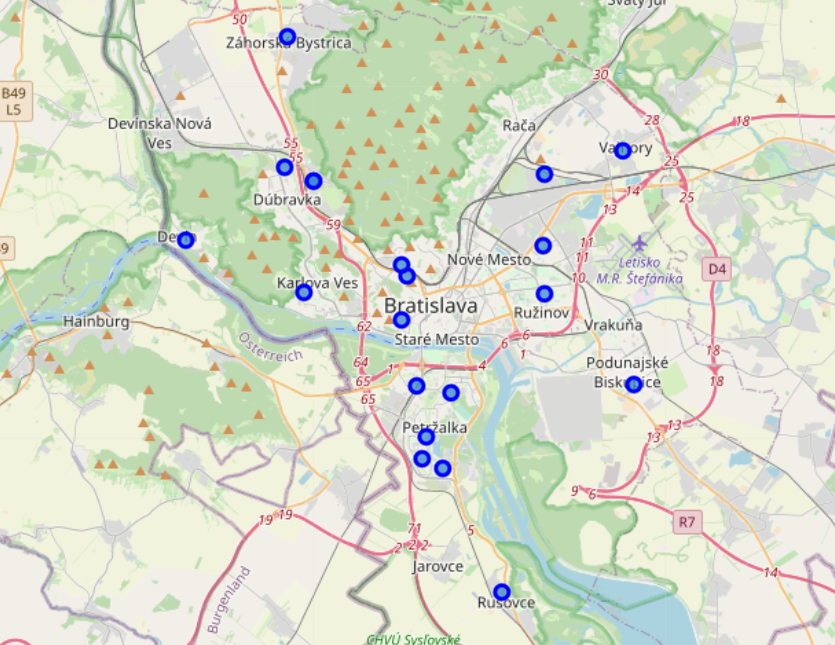 Svätý Jur
50
Záhorská Bystrica
30
B49
L5
Devínska Nová
Ves
Rača
28
18
55
55
Vajnory
25
14
25
Dúbravka
13
59
11
11
Nové Mesto
Letisko
M.R. Štefánika
D4
10
Karlova Ves
Bratislava
Ružinov
Hainburg
62
Vrakuňa
Staré Mesto
6
6
1
Österreich
64
1
4
18
65
Podunajské
Biskupice
18
65
Petržalka
13
13
9
6
19
19
R7
71
5
2
2
2
Jarovce
14
Burgenland
Rusovce
CHVÚ Sysľovské